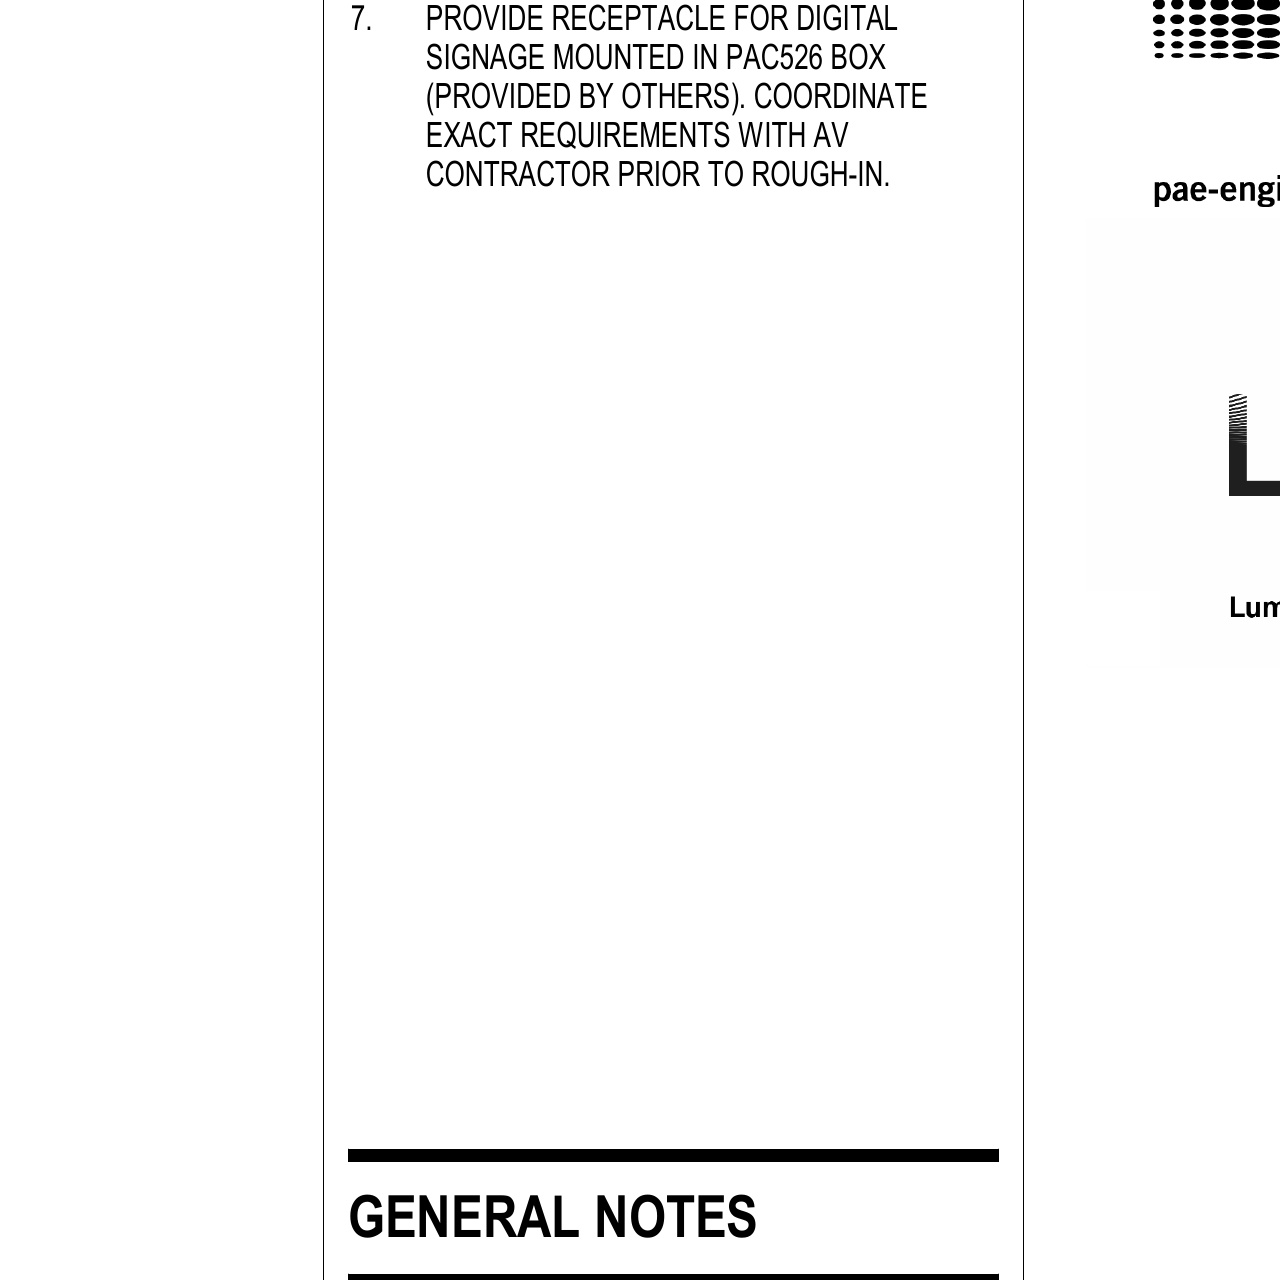 7. PROVIDE RECEPTACLE FOR DIGITAL
SIGNAGE MOUNTED IN PAC526 BOX
(PROVIDED BY OTHERS). COORDINATE
EXACT REQUIREMENTS WITH AV
CONTRACTOR PRIOR TO ROUGH-IN.
pae-engi
L
Lum
GENERAL NOTES